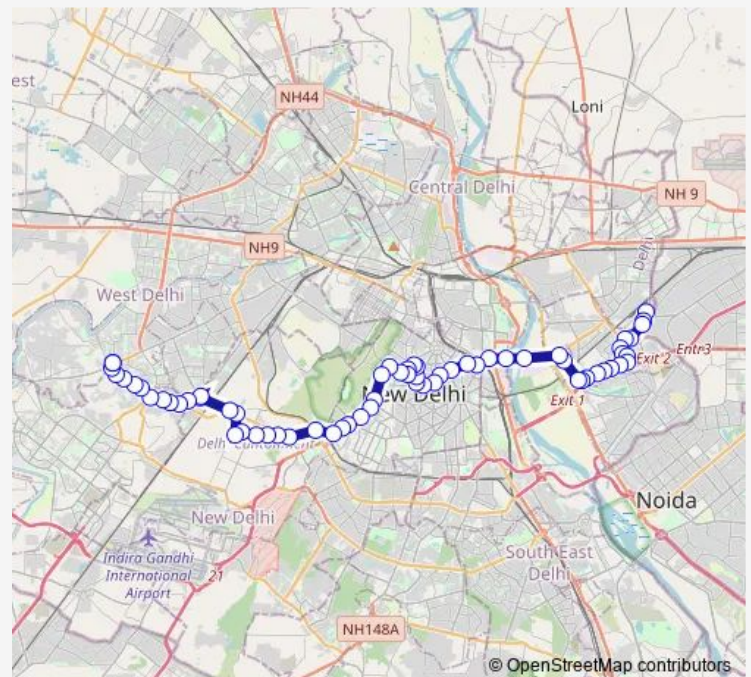 est
NH44
Loni
Central Delhi
NH 9
Delhi
NH9
West Delhi
Exit 2
Entr3
New Delhi
Exit 1
Delhi Cantonment
New Delhi
Noida
Indira Gandhi
International
Airport
21
South East
Delhi
NH148A
© OpenStreetMap contributors